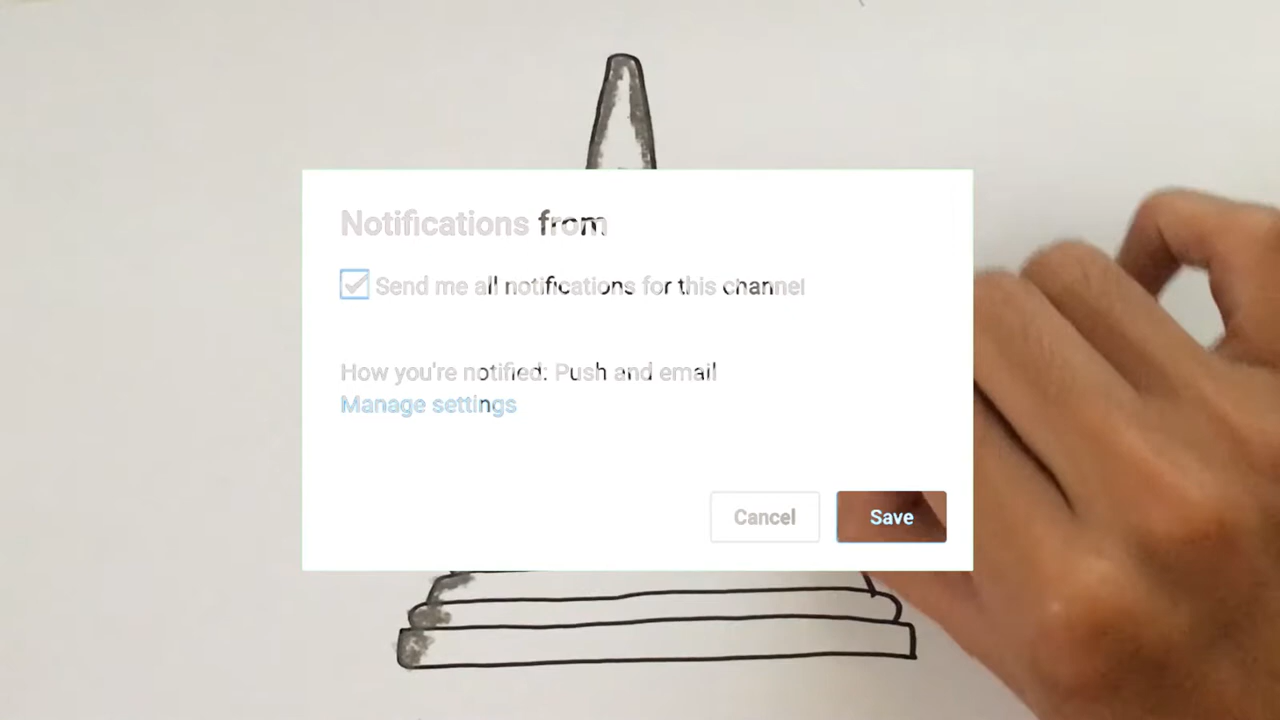 Notifications from
Send me all notifications for this channel
How you're notified: Push and email
Manage settings
Cancel
Save